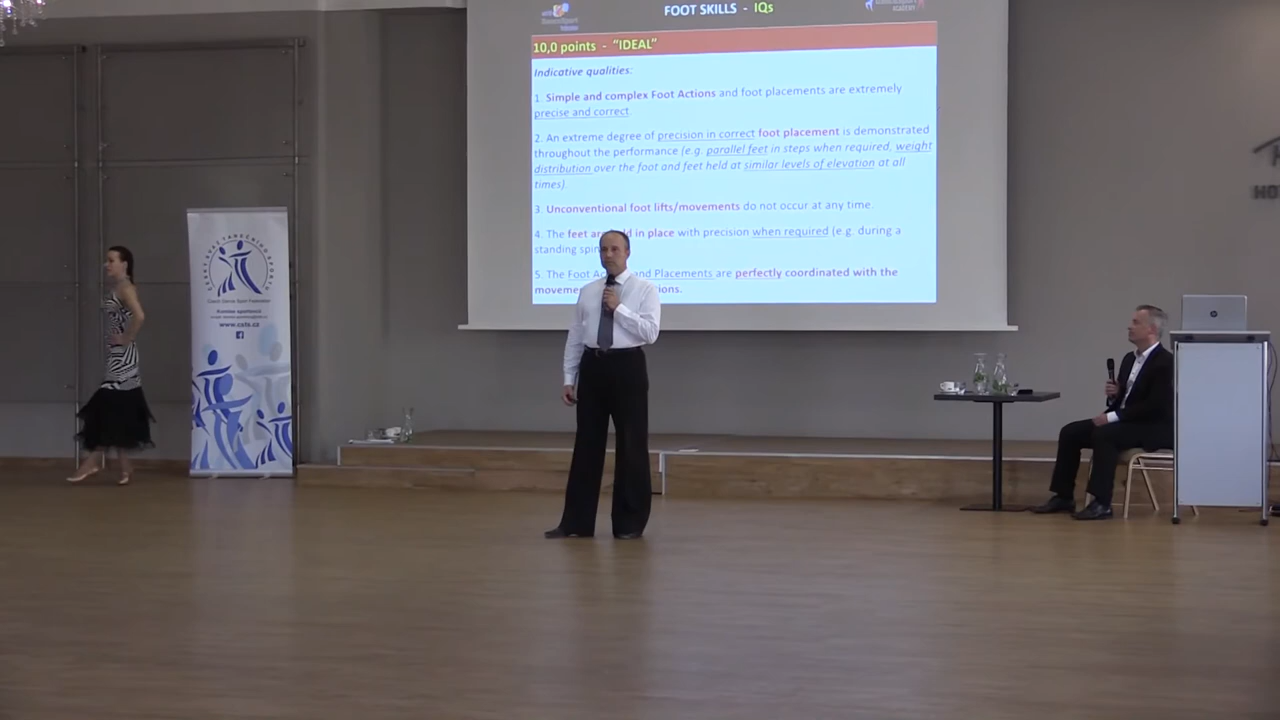 FOOT SKILLS - IQs
10,0 points - "IDEAL"
Indicative qualities:
1. Simple and complex Foot Actions and foot placements are extremely
precise and correct.
2. An extreme degree of precision in correct foot placement is demonstrated
throughout the performance (e.g. parallel feet in steps when required, weight
distribution over the foot and feet held at similar levels of elevation at all
times).
3. Unconventional foot lifts/movements do not occur at any time.
4. The feet are in place with precision when required (e.g. during a
standing spin
5. The Foot and Placements are perfectly coordinated with the
Czech Dance Sport Federation
www.csts.cz
HO